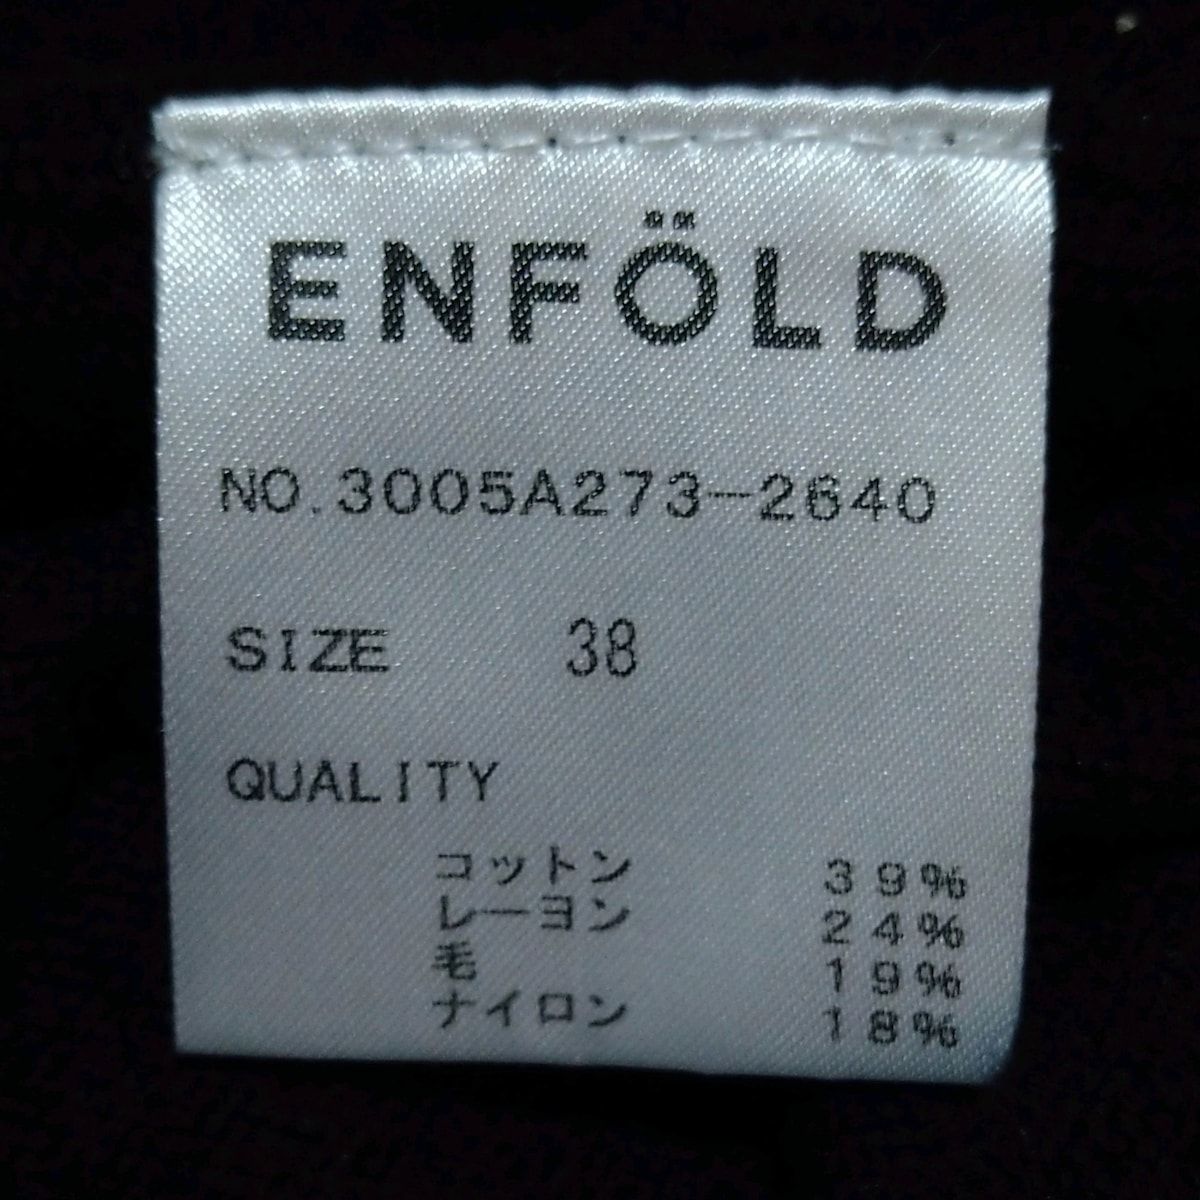 ENFÖLD
NO.3005A273-2640
SIZE 38
QUALITY
コットン 39%
レーヨン 24%
毛 19%
ナイロン 18%